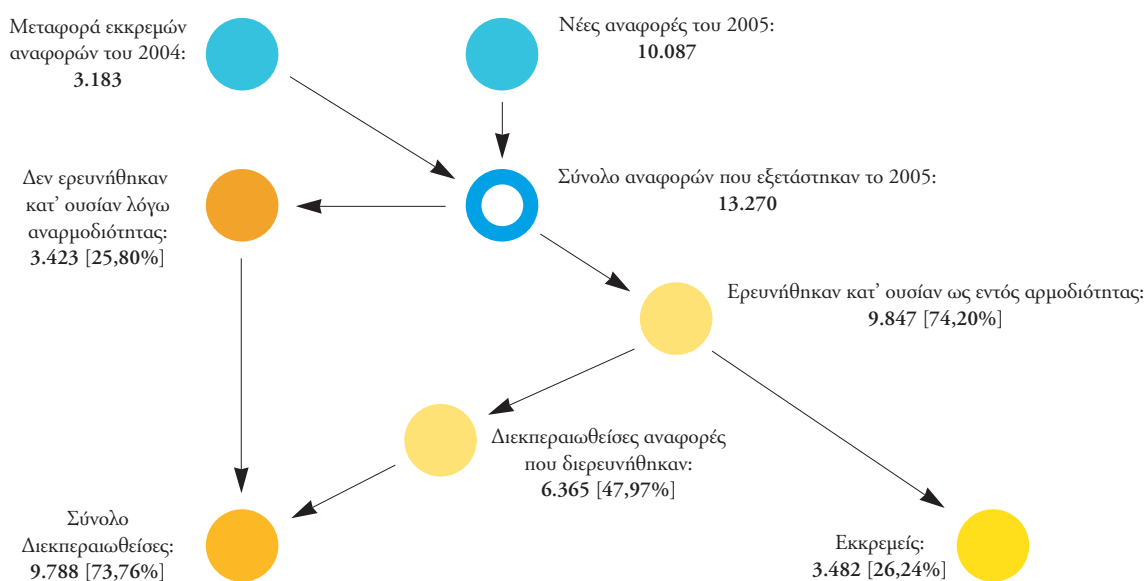 Μεταφορά εκκρεμών
αναφορών του 2004:
3.183
Νέες αναφορές του 2005:
10.087
Δεν ερευνήθηκαν
κατ’ ουσίαν λόγω
αναρμοδιότητας:
3.423 [25,80%]
Σύνολο αναφορών που εξετάστηκαν το 2005:
13.270
Ερευνήθηκαν κατ’ ουσίαν ως εντός αρμοδιότητας:
9.847 [74,20%]
Διεκπεραιωθείσες αναφορές
που διερευνήθηκαν:
6.365 [47,97%]
Σύνολο
Διεκπεραιωθείσες:
9.788 [73,76%]
Εκκρεμείς:
3.482 [26,24%]